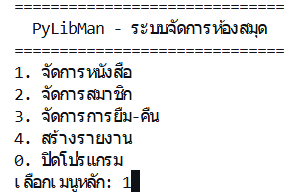 ==============================
PyLibMan - ระบบจัดการห้องสมุด
==============================
1. จัดการหนังสือ
2. จัดการสมาชิก
3. จัดการการยืม-คืน
4. สร้างรายงาน
0. ปิดโปรแกรม
เลือกเมนูหลัก: 1